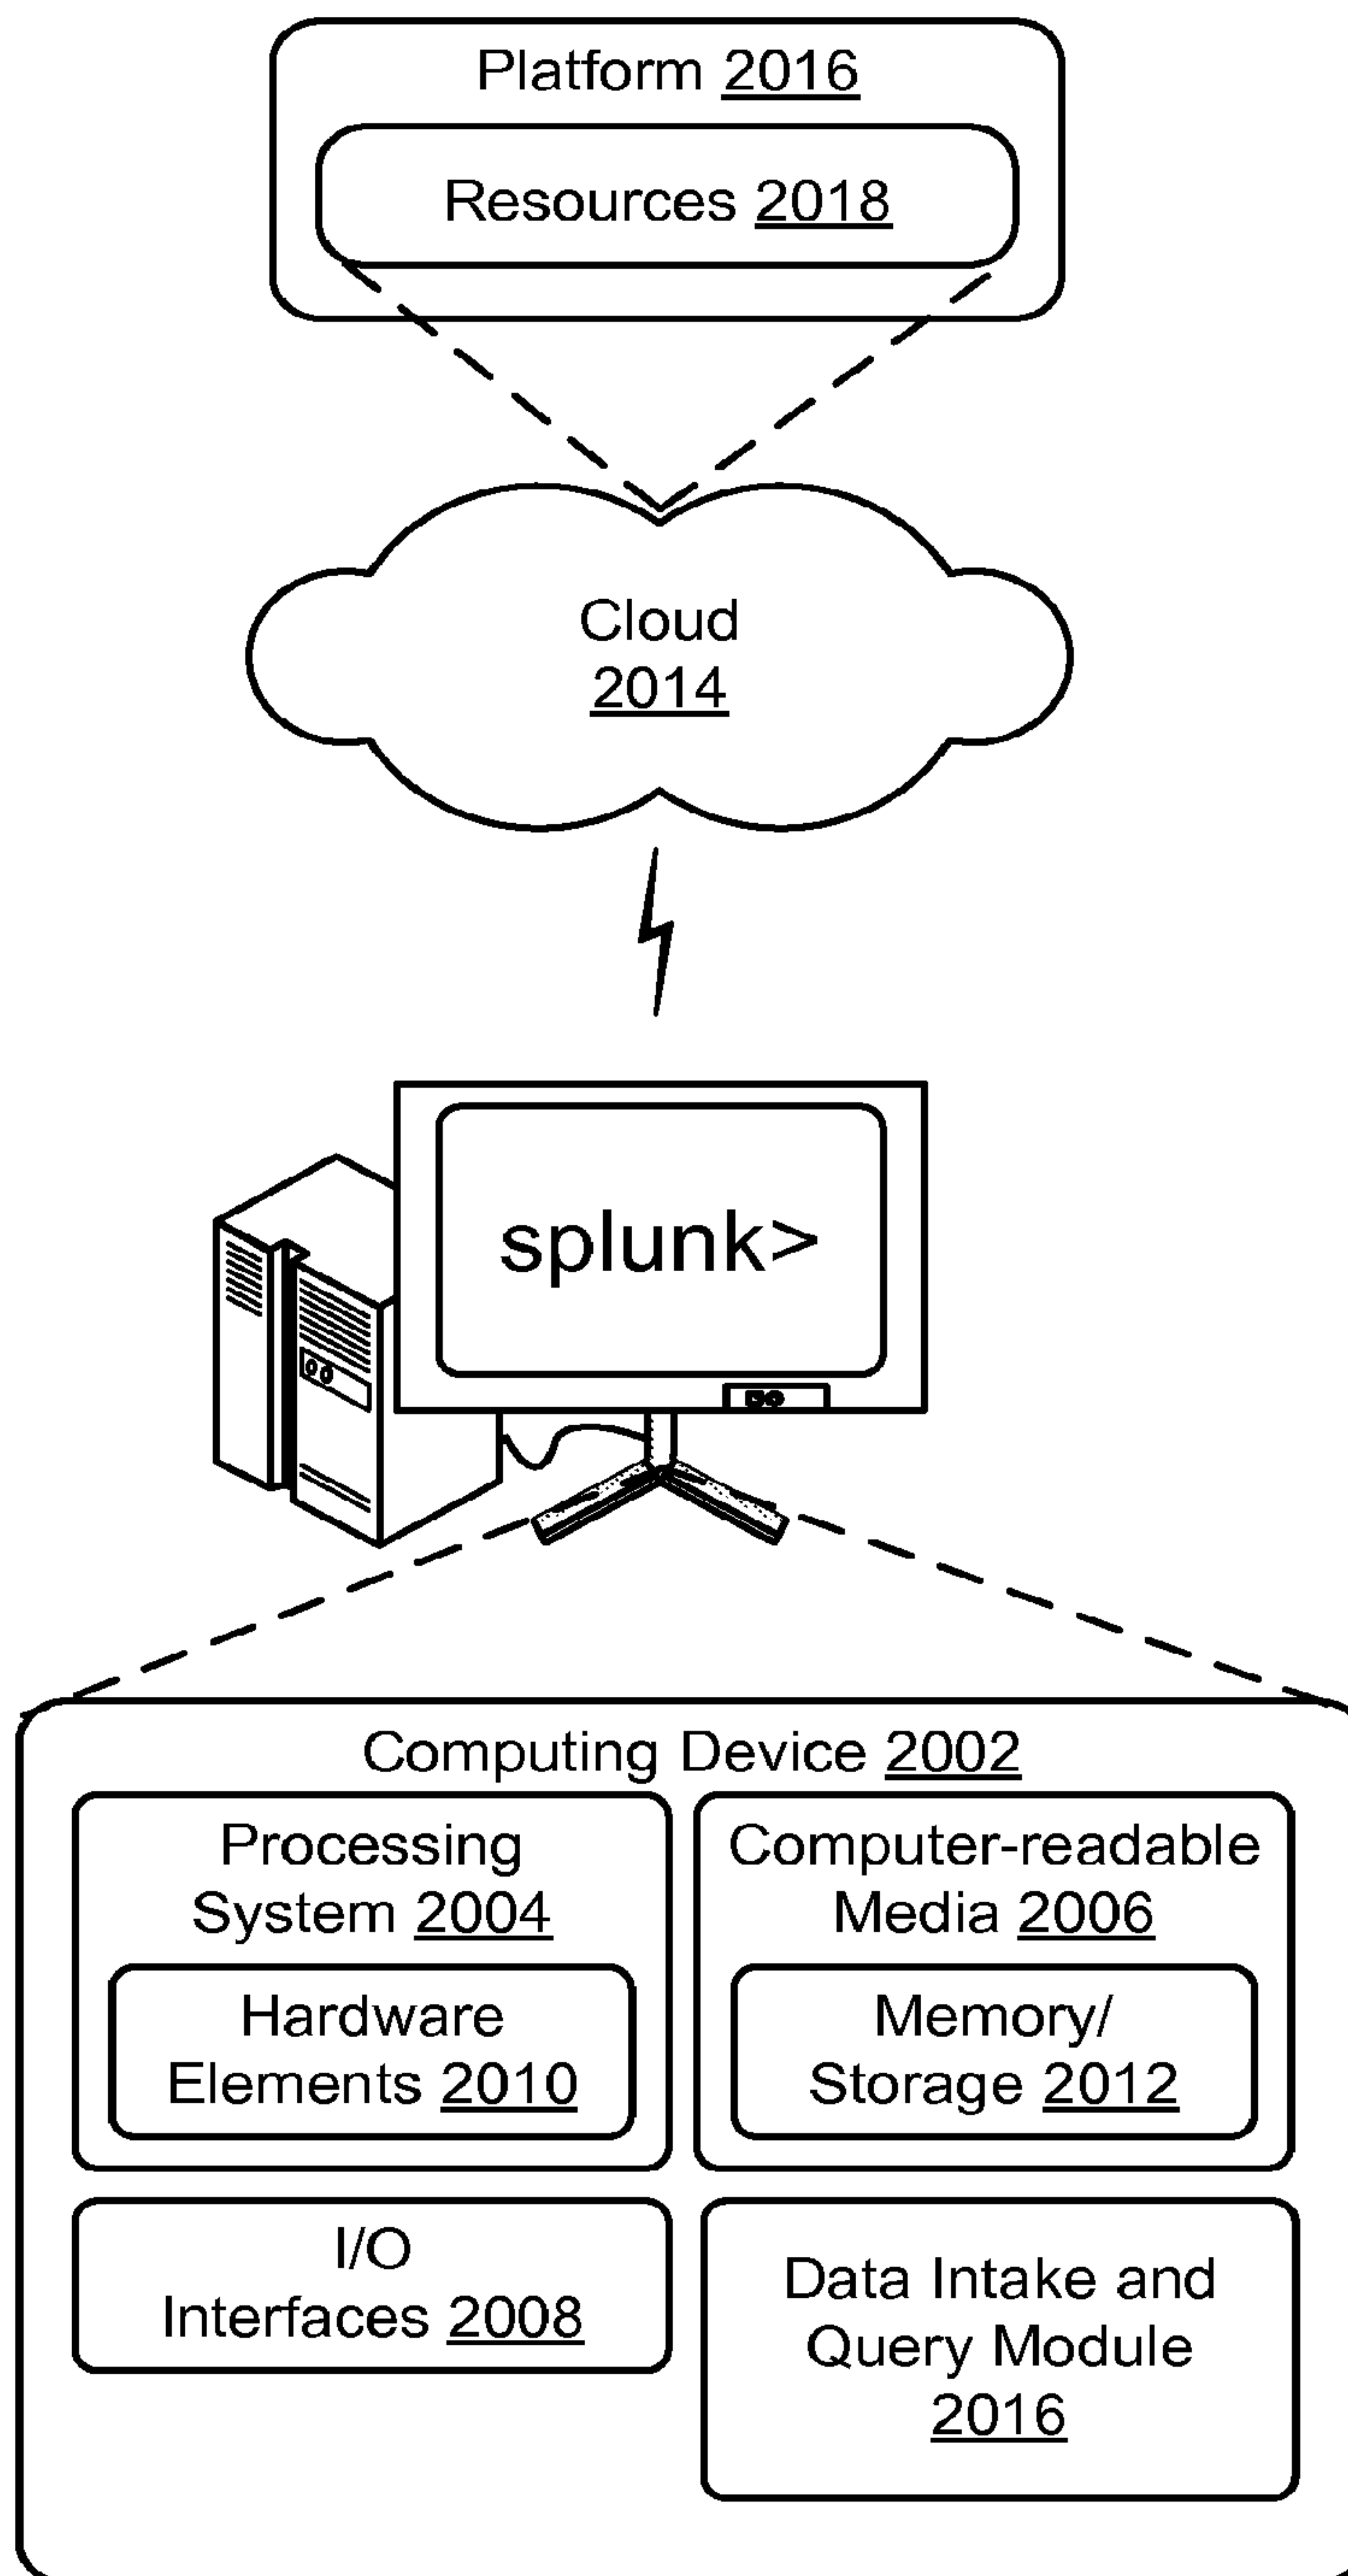 Platform 2016
Resources 2018
Cloud
2014
splunk>
Computing Device 2002
Processing
System 2004
Hardware
Elements 2010
Computer-readable
Media 2006
Memory/
Storage 2012
I/O
Interfaces 2008
Data Intake and
Query Module
2016